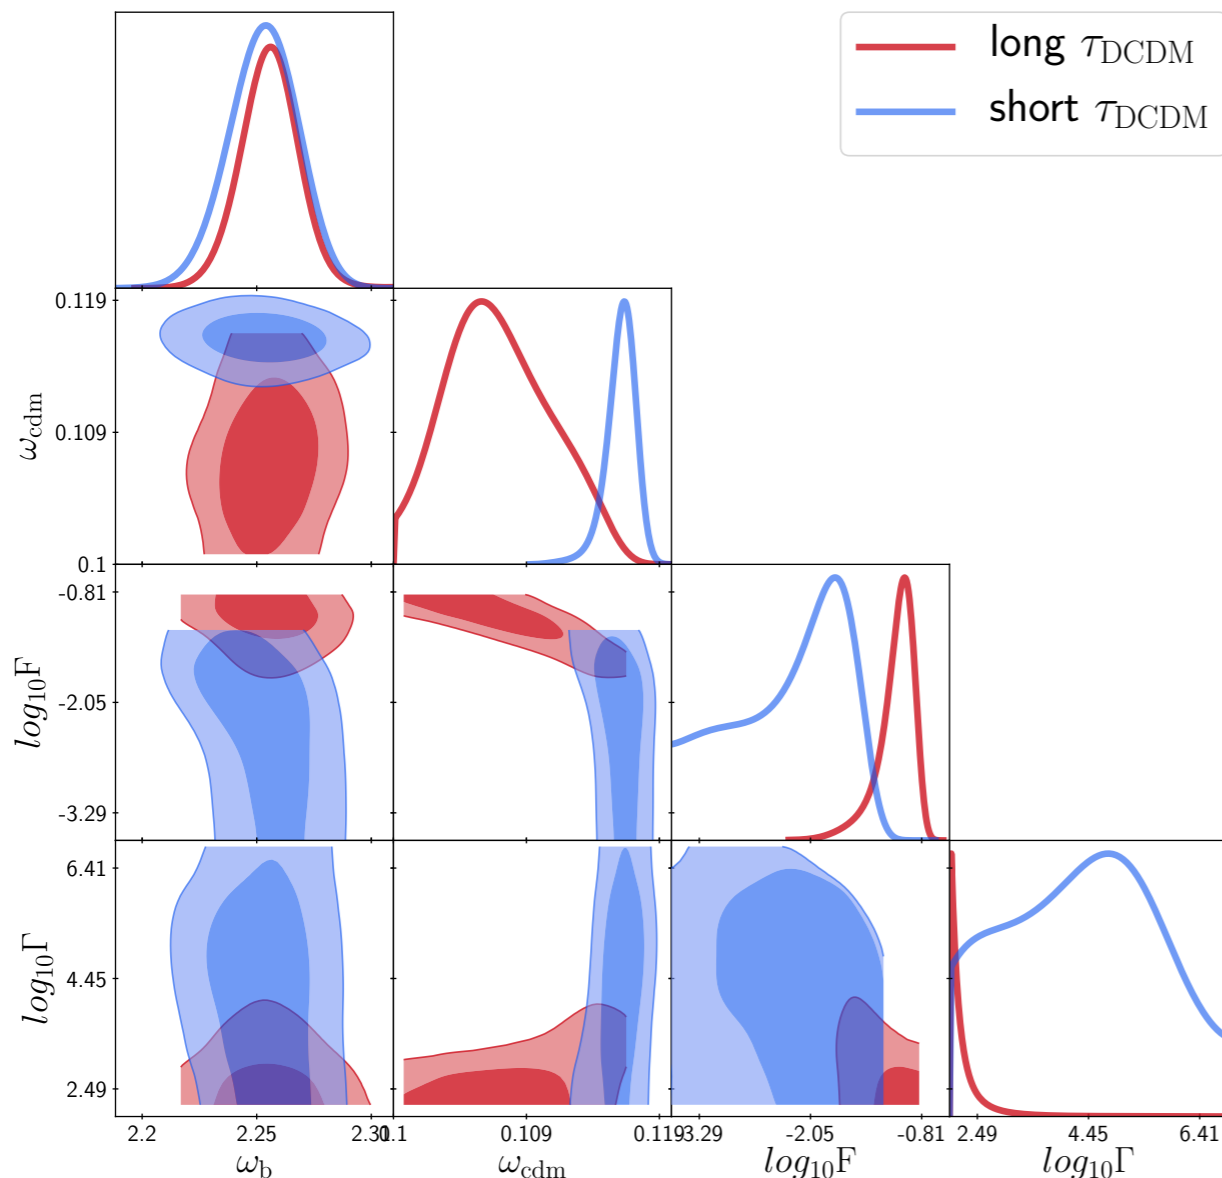 long τDCDM
short τDCDM
0.119
ωcdm
0.109
0.1
-0.81
log10F
-2.05
-3.29
6.41
log10Γ
4.45
2.49
2.2 2.25 2.30 0.1 0.109 0.119 -3.29 -2.05 -0.81 2.49 4.45 6.41
ωb ωcdm log10F log10Γ